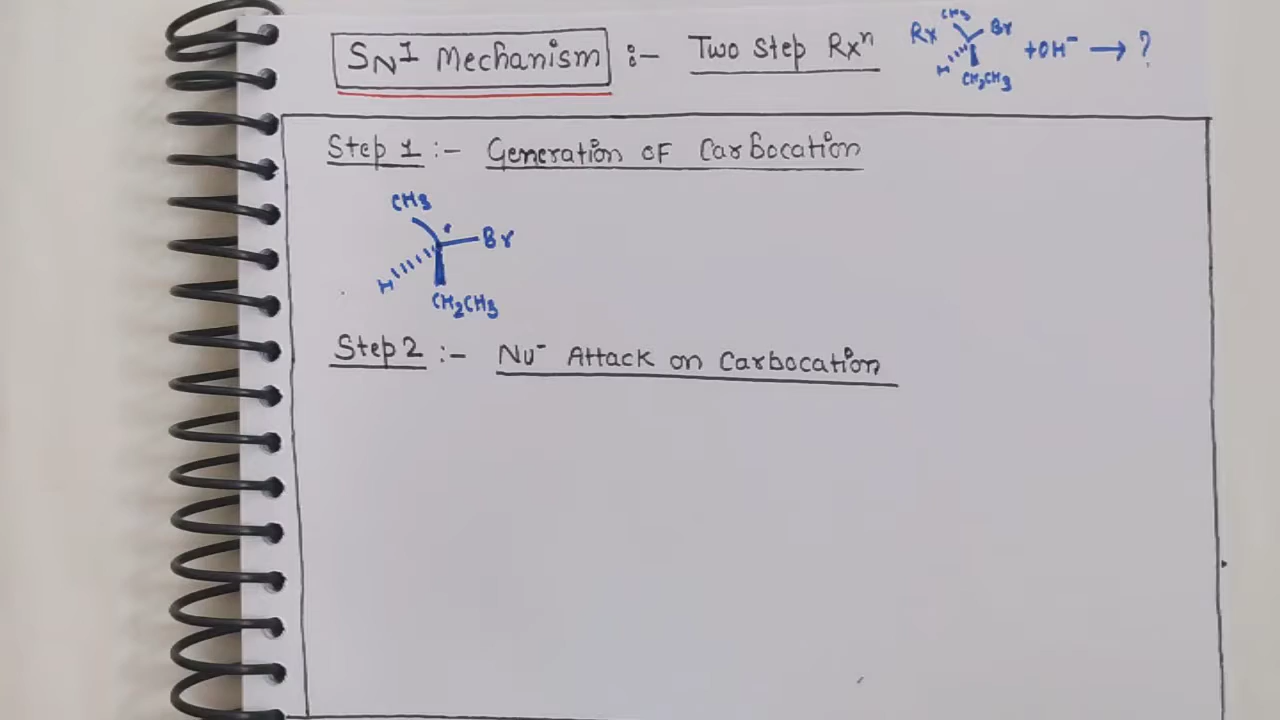 SN1 Mechanism :- Two Step Rxⁿ
Rx CH3 Br H CH2CH3 + OH⁻ → ?
Step 1 :- Generation of Carbocation
CH3
Br
H
CH2CH3
Step 2 :- Nu⁻ Attack on Carbocation